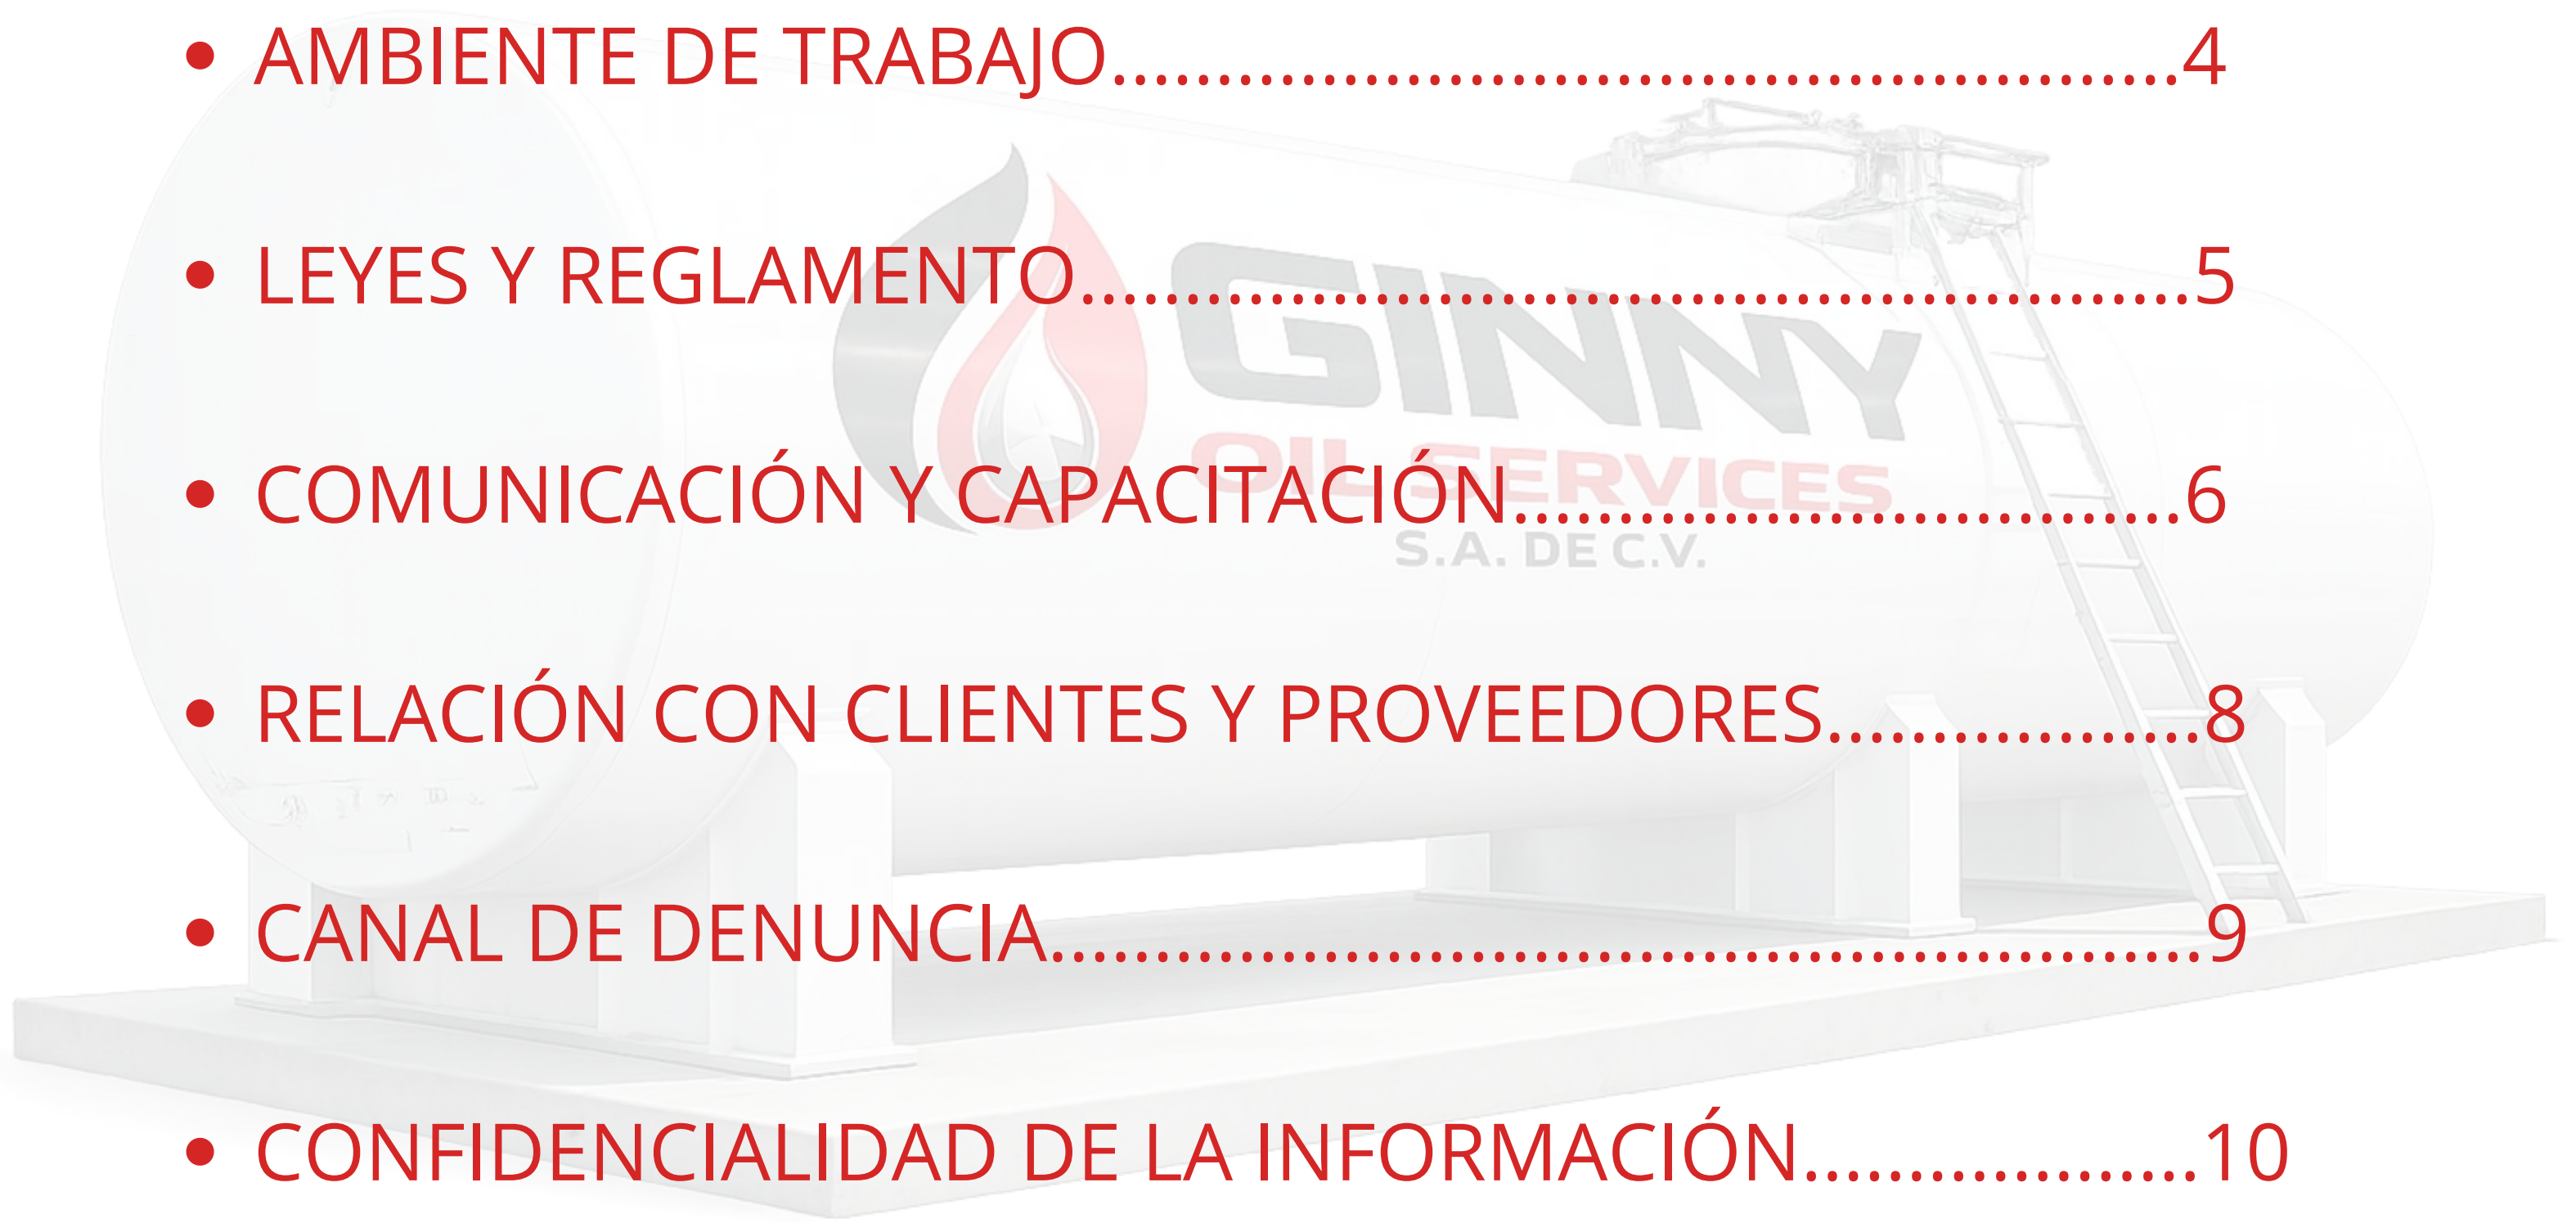 • AMBIENTE DE TRABAJO...................................................4
• LEYES Y REGLAMENTO.....................................................5
GINNY
OIL SERVICES
S.A. DE C.V.
• COMUNICACIÓN Y CAPACITACIÓN................................6
• RELACIÓN CON CLIENTES Y PROVEEDORES..................8
• CANAL DE DENUNCIA.......................................................9
• CONFIDENCIALIDAD DE LA INFORMACIÓN...................10